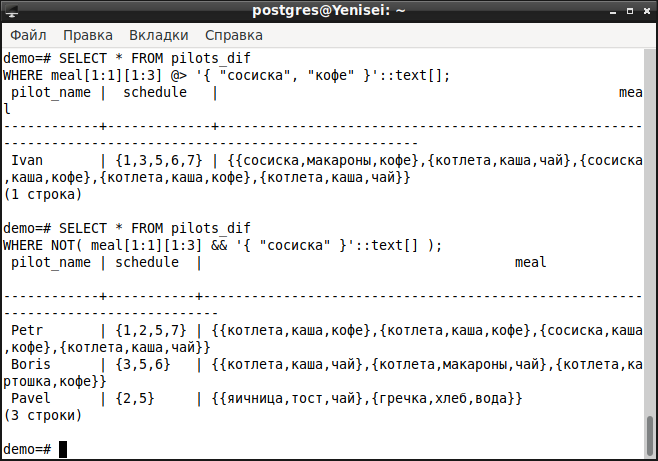 postgres@Yenisei: ~
Файл Правка Вкладки Справка
demo=# SELECT * FROM pilots_dif
WHERE meal[1:1][1:3] @> '{ "сосиска", "кофе" }'::text[];
 pilot_name |  schedule   |                                                  mea
l
------------+-------------+-----------------------------------------------------
----------------------------------------------------
 Ivan       | {1,3,5,6,7} | {{сосиска,макароны,кофе},{котлета,каша,чай},{сосиска
,каша,кофе},{котлета,каша,кофе},{котлета,каша,чай}}
(1 строка)
demo=# SELECT * FROM pilots_dif
WHERE NOT( meal[1:1][1:3] && '{ "сосиска" }'::text[] );
 pilot_name | schedule  |                                       meal
------------+-----------+-------------------------------------------------------
---------------------------
 Petr       | {1,2,5,7} | {{котлета,каша,кофе},{котлета,каша,кофе},{сосиска,каша
,кофе},{котлета,каша,чай}}
 Boris      | {3,5,6}   | {{котлета,каша,чай},{котлета,макароны,чай},{котлета,ка
ртошка,кофе}}
 Pavel      | {2,5}     | {{яичница,тост,чай},{гречка,хлеб,вода}}
(3 строки)
demo=#